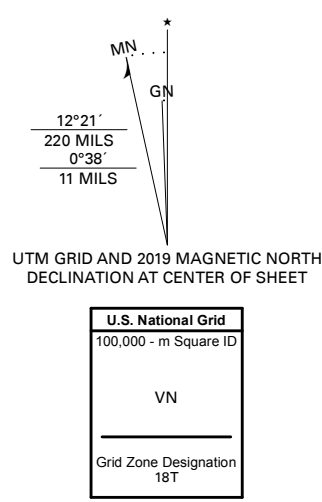 MN
GN
12°21´
220 MILS
0°38´
11 MILS
UTM GRID AND 2019 MAGNETIC NORTH
DECLINATION AT CENTER OF SHEET
U.S. National Grid
100,000 - m Square ID
VN
Grid Zone Designation
18T